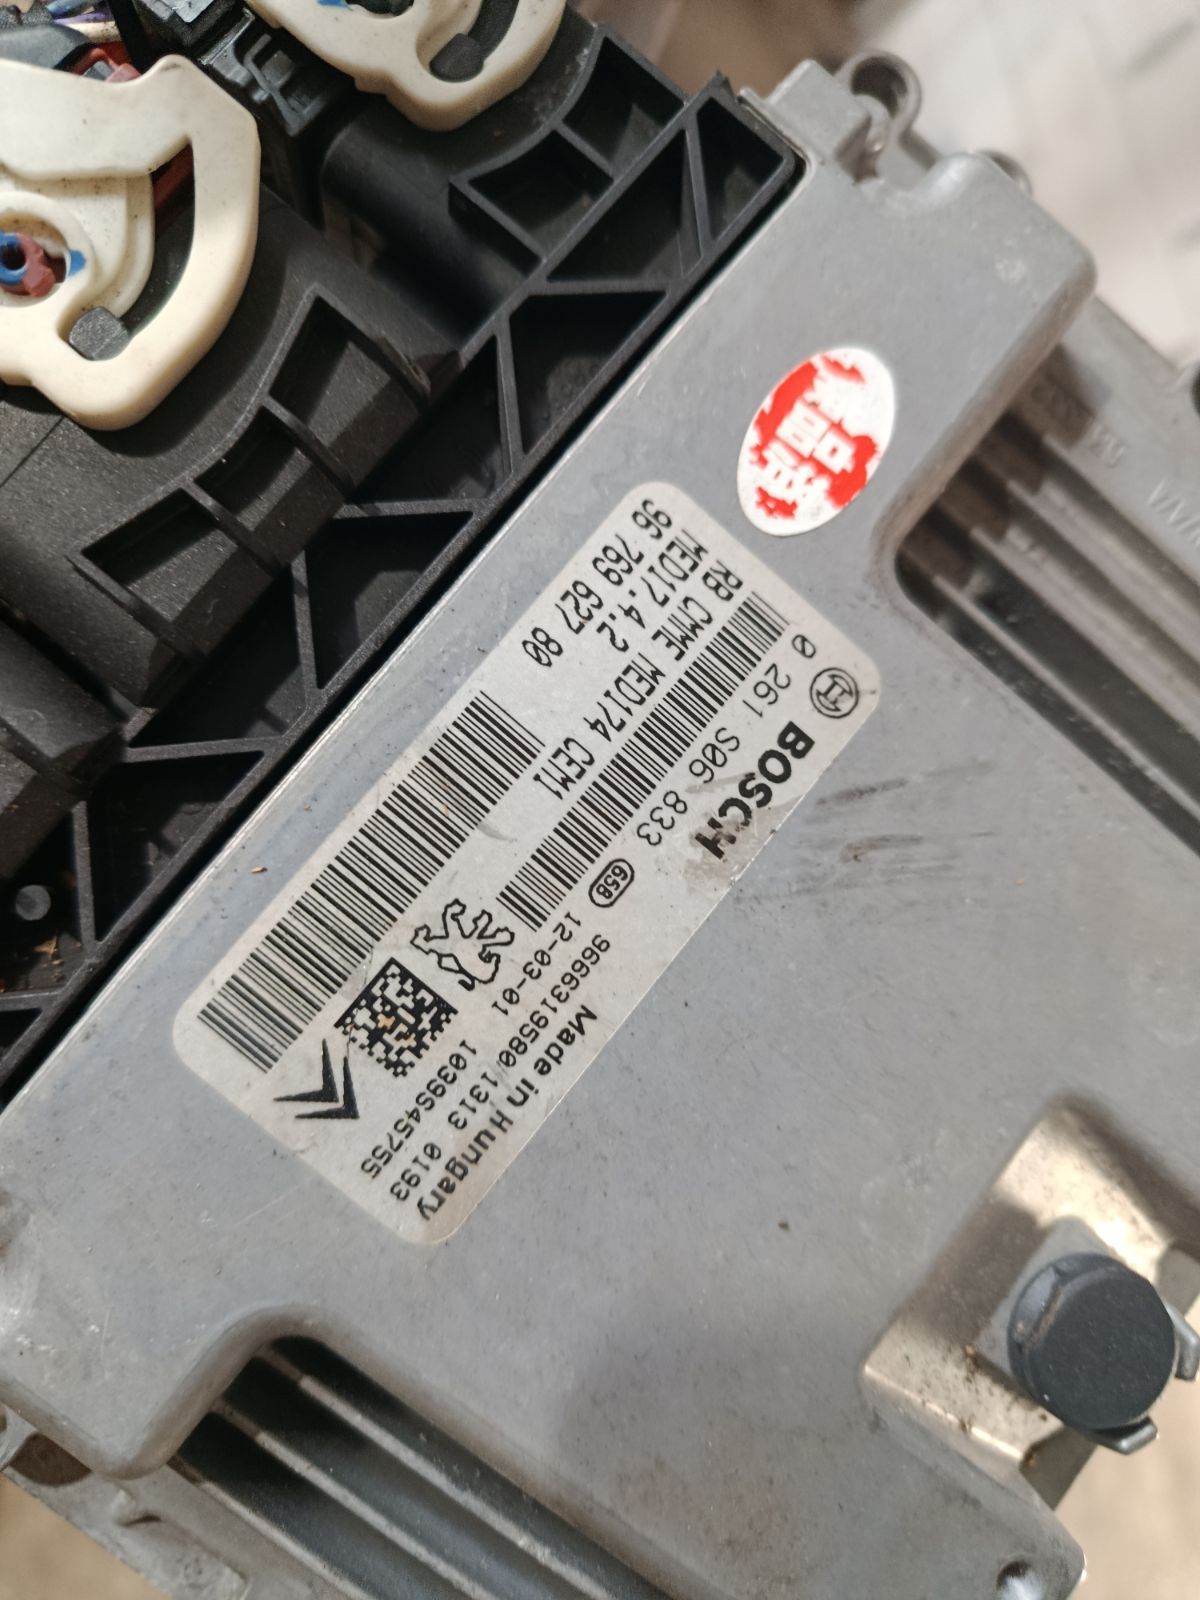 BOSCH
0 261 S06 833
RB CMME MED174 CEM1
MED17.4.2
96 769 627 80
65B
12-03-01
9666319580/1313 0193
1039S45755
Made in Hungary